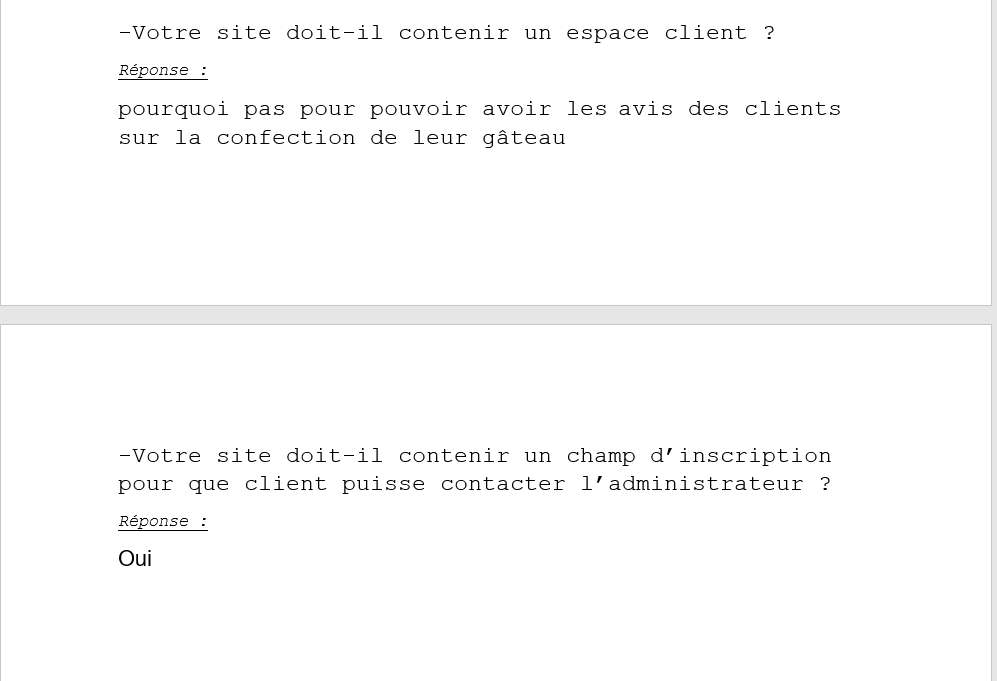 -Votre site doit-il contenir un espace client ?
Réponse :
pourquoi pas pour pouvoir avoir les avis des clients
sur la confection de leur gâteau
-Votre site doit-il contenir un champ d’inscription
pour que client puisse contacter l’administrateur ?
Réponse :
Oui